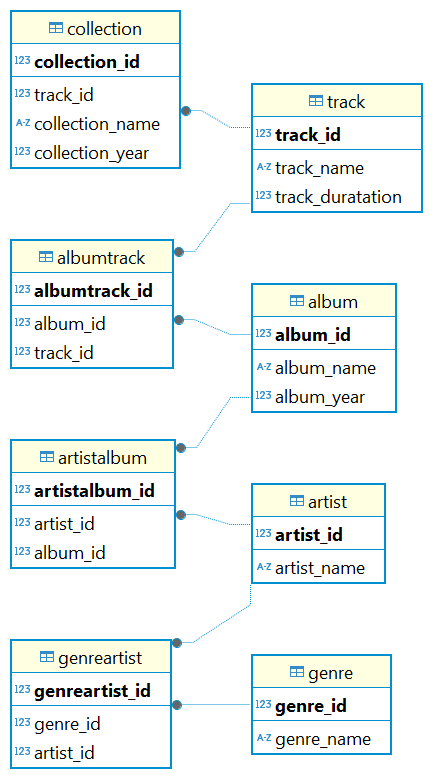 collection
123 collection_id
123 track_id
A-Z collection_name
123 collection_year
track
123 track_id
A-Z track_name
123 track_duratation
albumtrack
123 albumtrack_id
123 album_id
123 track_id
album
123 album_id
A-Z album_name
123 album_year
artistalbum
123 artistalbum_id
123 artist_id
123 album_id
artist
123 artist_id
A-Z artist_name
genreartist
123 genreartist_id
123 genre_id
123 artist_id
genre
123 genre_id
A-Z genre_name